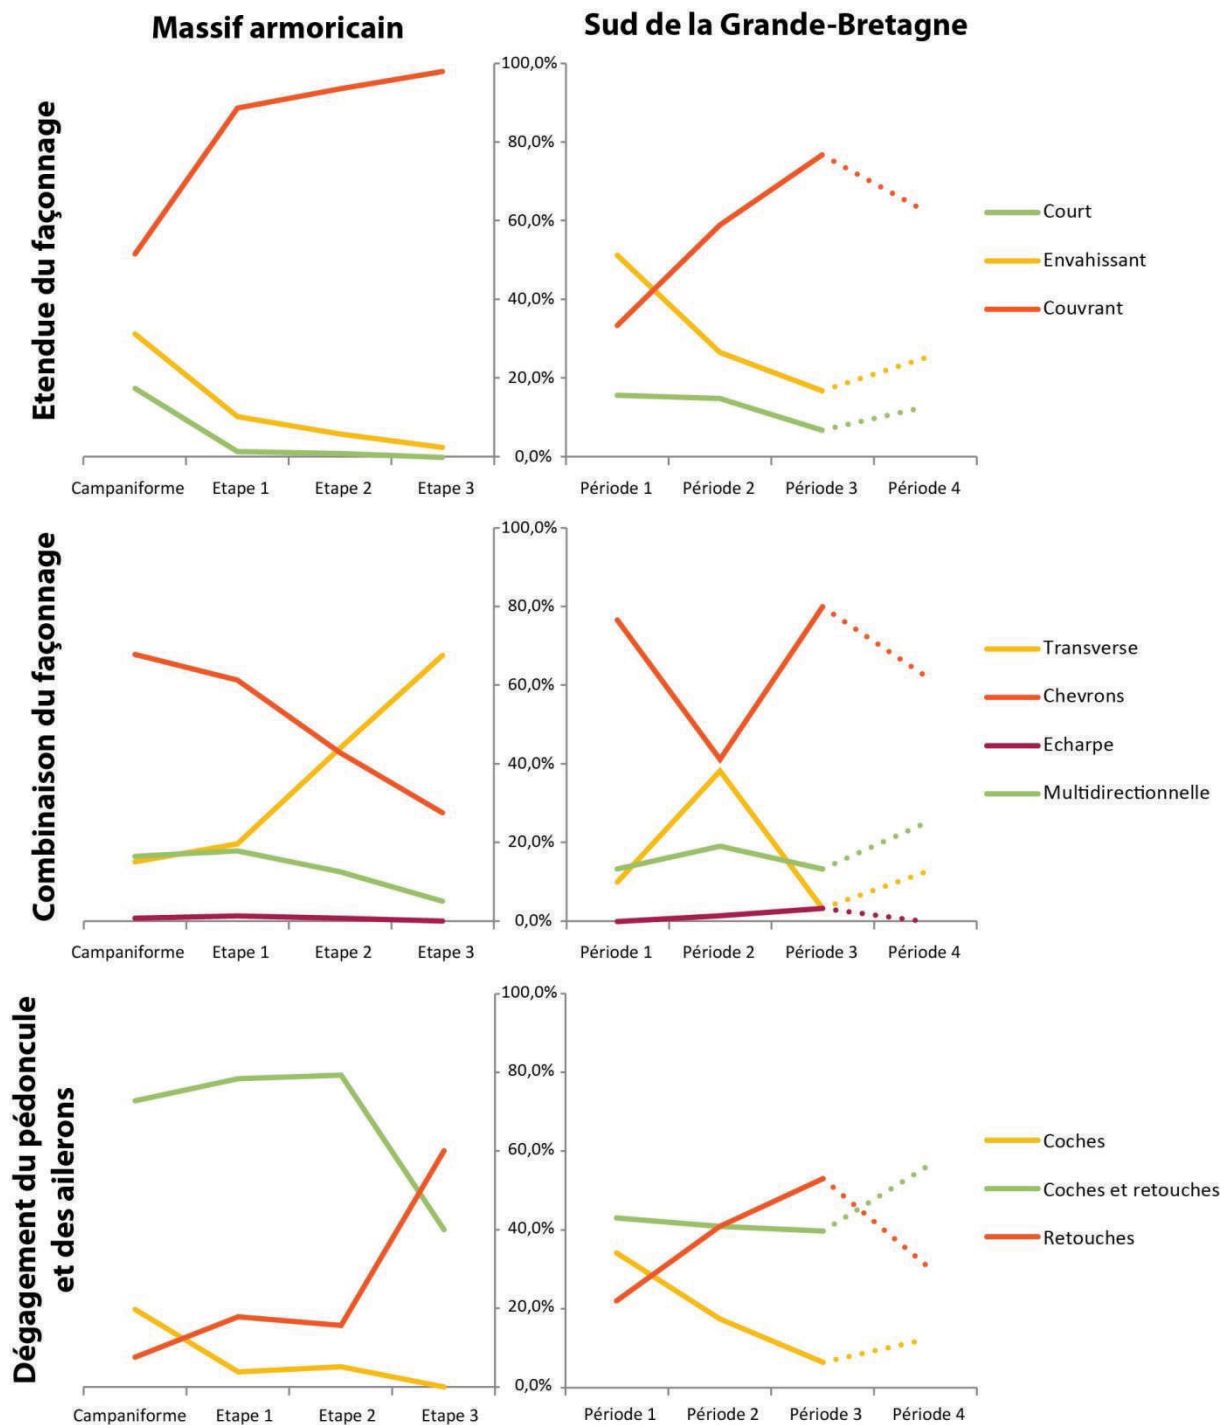 Massif armoricain
Sud de la Grande-Bretagne
Etendue du façonnage
100,0%
80,0%
60,0%
40,0%
20,0%
0,0%
Campaniforme Etape 1 Etape 2 Etape 3
Période 1 Période 2 Période 3 Période 4
Court
Envahissant
Couvrant
Combinaison du façonnage
100,0%
80,0%
60,0%
40,0%
20,0%
0,0%
Campaniforme Etape 1 Etape 2 Etape 3
Période 1 Période 2 Période 3 Période 4
Transverse
Chevrons
Echarpe
Multidirectionnelle
Dégagement du pédoncule
et des ailerons
100,0%
80,0%
60,0%
40,0%
20,0%
0,0%
Campaniforme Etape 1 Etape 2 Etape 3
Période 1 Période 2 Période 3 Période 4
Coches
Coches et retouches
Retouches